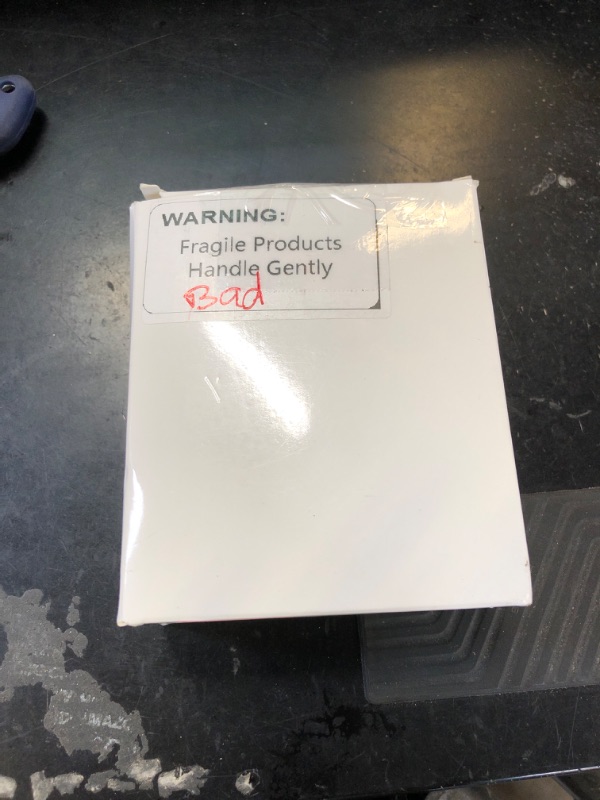 WARNING:
Fragile Products
Handle Gently
Bad